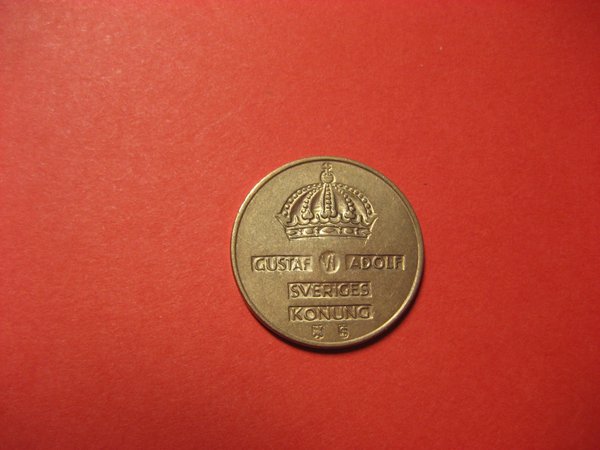 GUSTAF VI ADOLF
SVERIGES
KONUNG